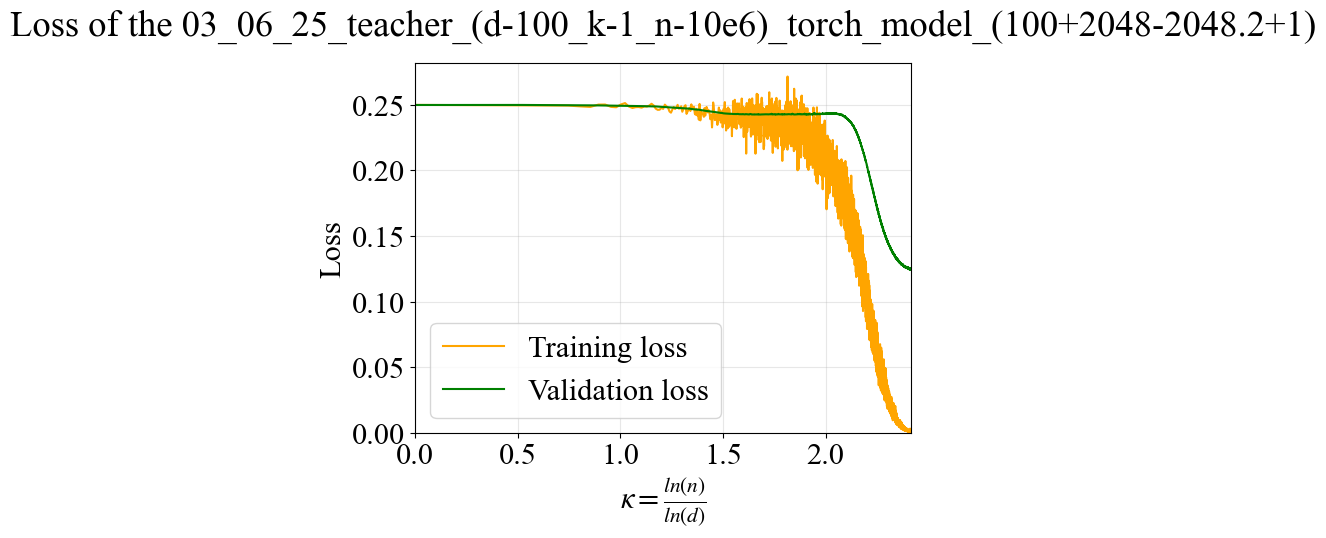 Loss of the 03_06_25_teacher_(d-100_k-1_n-10e6)_torch_model_(100+2048-2048.2+1)
0.25
0.20
0.15
0.10
0.05
0.00
Loss
Training loss
Validation loss
0.0 0.5 1.0 1.5 2.0
κ = ln(n)/ln(d)